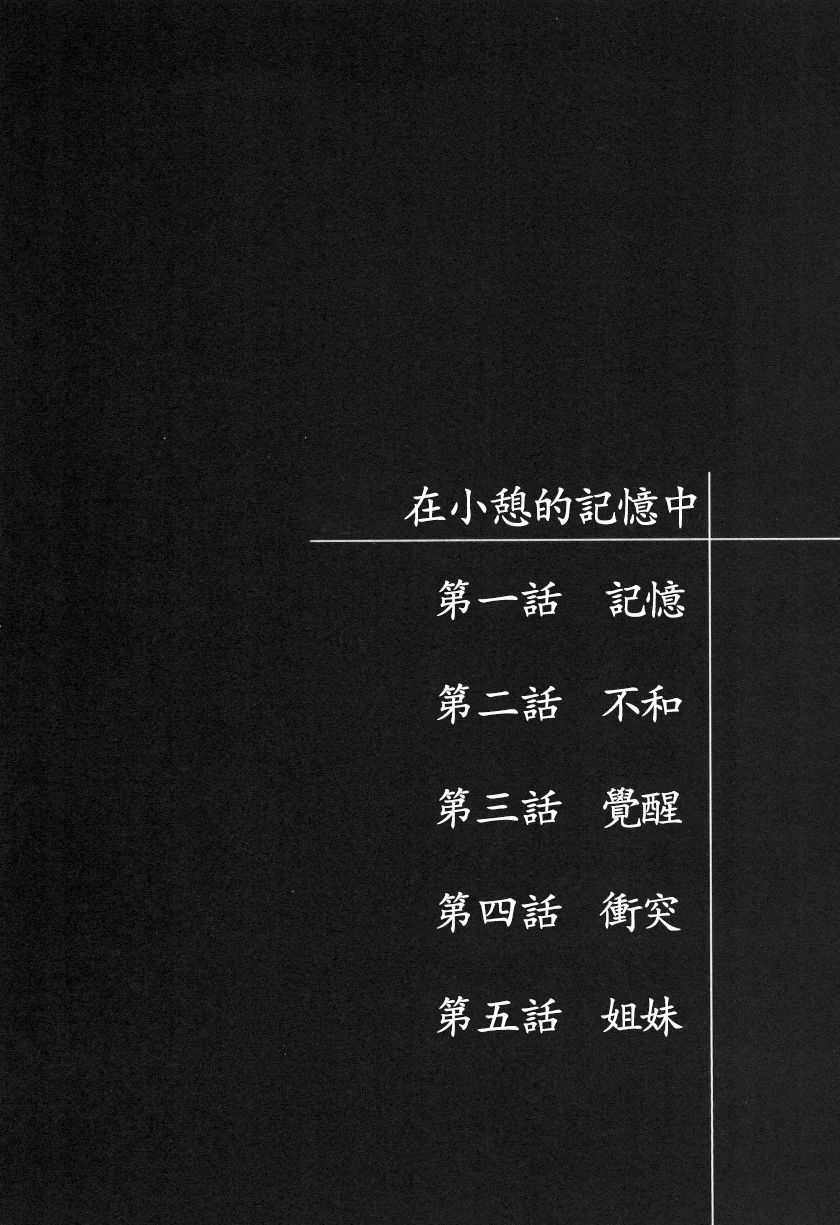 在小憩的記憶中
第一話　記憶
第二話　不和
第三話　覺醒
第四話　衝突
第五話　姐妹